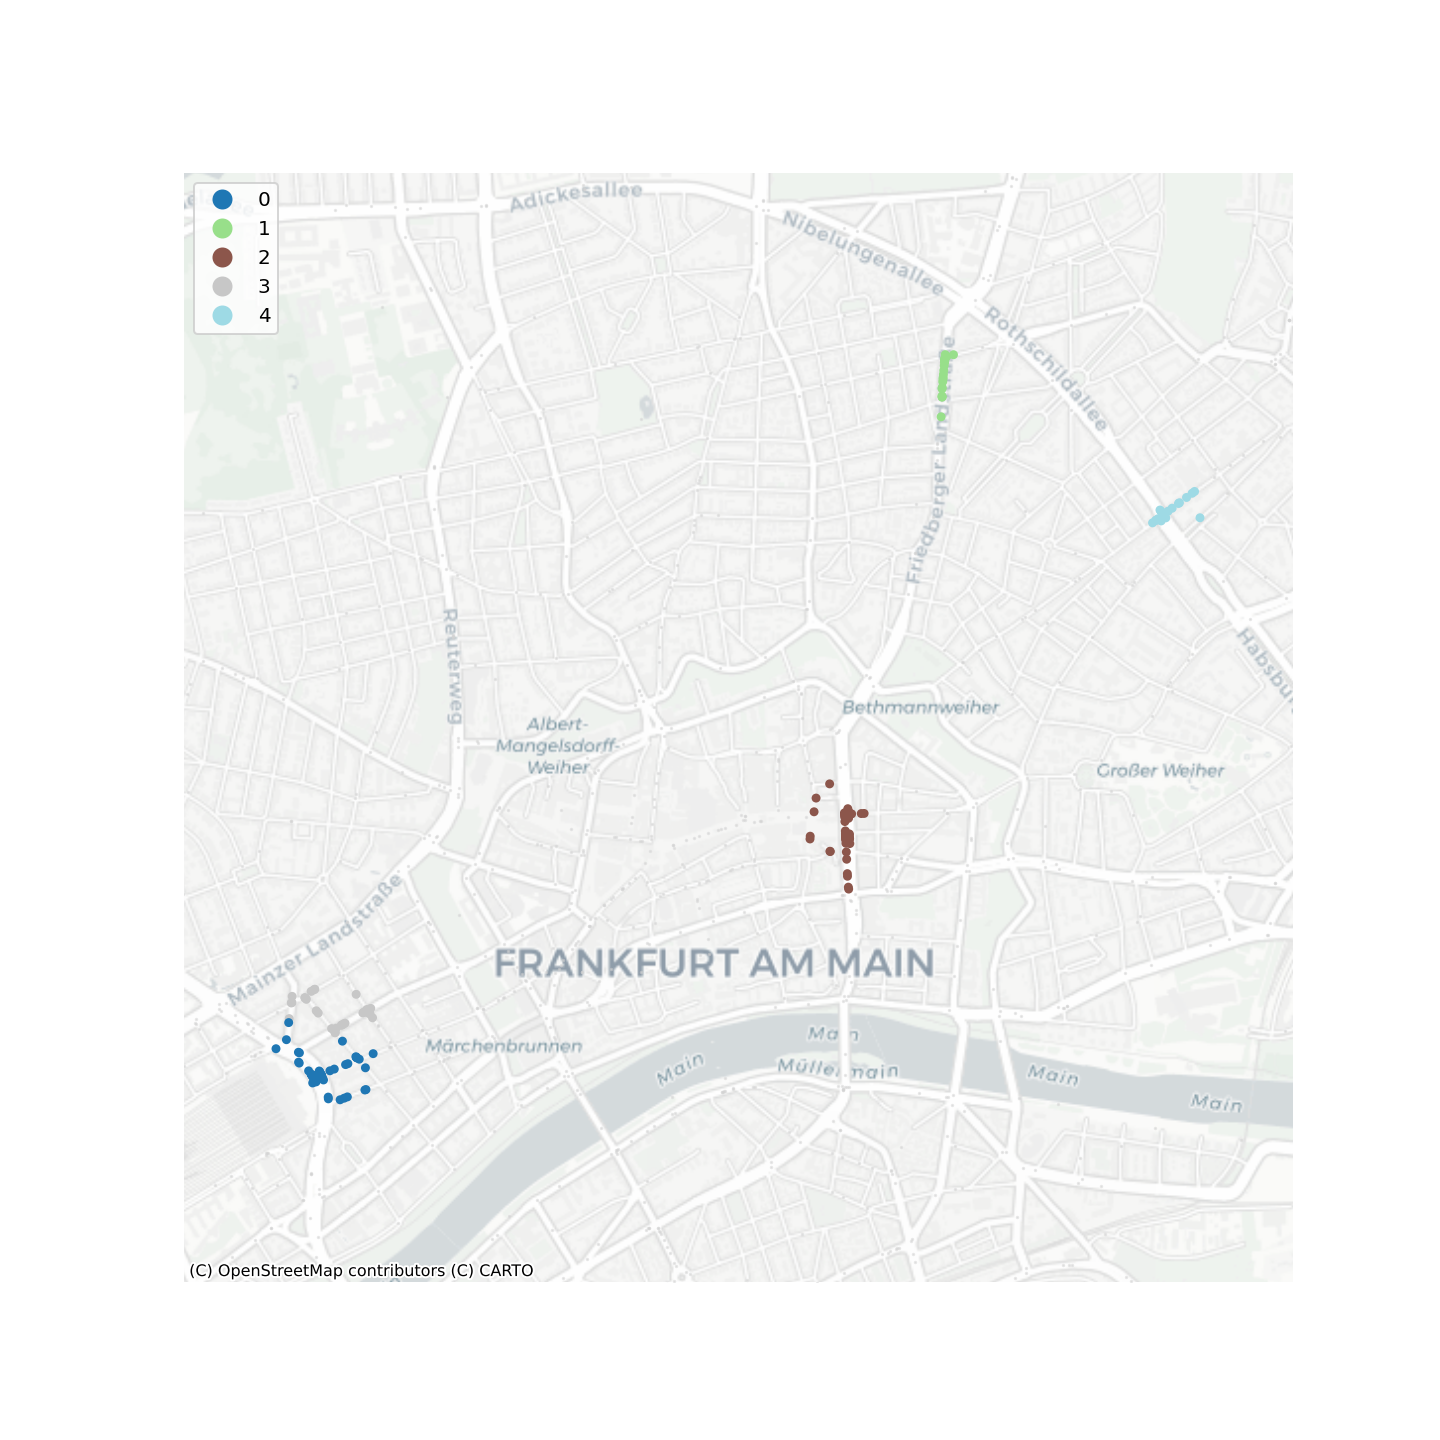 0
1
2
3
4
Adickesallee
Nibelungenallee
Rothschildallee
Friedberger Landstraße
Reuterweg
Habsbur
Albert-
Mangelsdorff-
Weiher
Bethmannweiher
Großer Weiher
Mainzer Landstraße
FRANKFURT AM MAIN
Märchenbrunnen
Main
Main
Müllermain
Main
Main
(C) OpenStreetMap contributors (C) CARTO